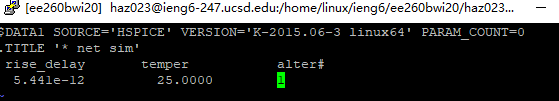 [ee260bwi20] haz023@ieng6-247.ucsd.edu:/home/linux/ieng6/ee260bwi20/haz023...
$DATA1 SOURCE='HSPICE' VERSION='K-2015.06-3 linux64' PARAM_COUNT=0
.TITLE '* net sim'
rise_delay temper alter#
5.441e-12 25.0000 1
~